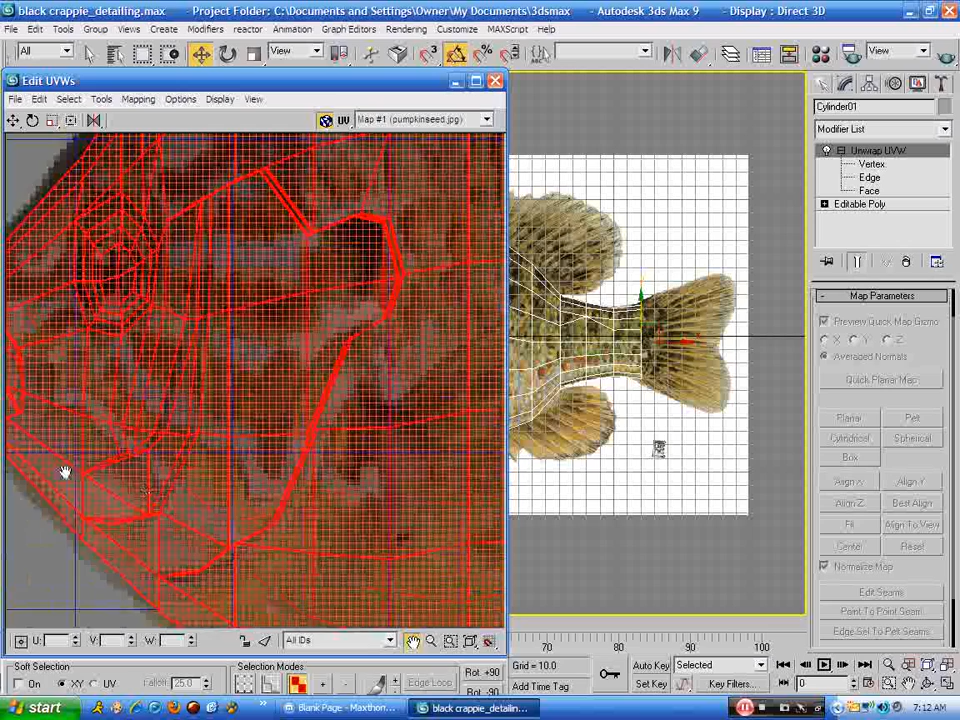 black crappie_detailing.max - Project Folder: C:\Documents and Settings\Owner\My Documents\3dsmax - Autodesk 3ds Max 9 - Display : Direct 3D
File Edit Tools Group Views Create Modifiers reactor Animation Graph Editors Rendering Customize MAXScript Help
All View View
Edit UVWs
File Edit Select Tools Mapping Options Display View
UV Map #1 (pumpkinseed.jpg)
Cylinder01
Modifier List
Unwrap UVW
Vertex
Edge
Face
Editable Poly
Map Parameters
Preview Quick Map Gizmo
X Y Z
Averaged Normals
Quick Planar Map
Planar Pelt
Cylindrical Spherical
Box
Align X Align Y
Align Z Best Align
Fit Align To View
Center Reset
Normalize Map
Edit Seams
Point To Point Seam
Edge Sel To Pelt Seams
U: V: W: All IDs
70 80 90 100
Soft Selection Selection Modes
On XY UV Falloff: 25.0 + - Edge Loop
Rot +90
Rot -90
Grid = 10.0
Add Time Tag
Auto Key Selected
Set Key Key Filters... 0
start Blank Page - Maxthon... black crappie_detailin... 7:12 AM